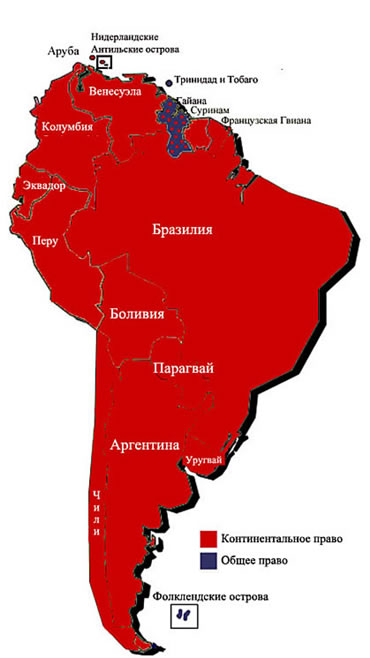 Нидерландские
Антильские острова
Аруба
Тринидад и Тобаго
Венесуэла
Гайана
Суринам
Французская Гвиана
Колумбия
Эквадор
Перу
Бразилия
Боливия
Парагвай
Аргентина
Уругвай
Чили
Континентальное право
Общее право
Фолклендские острова